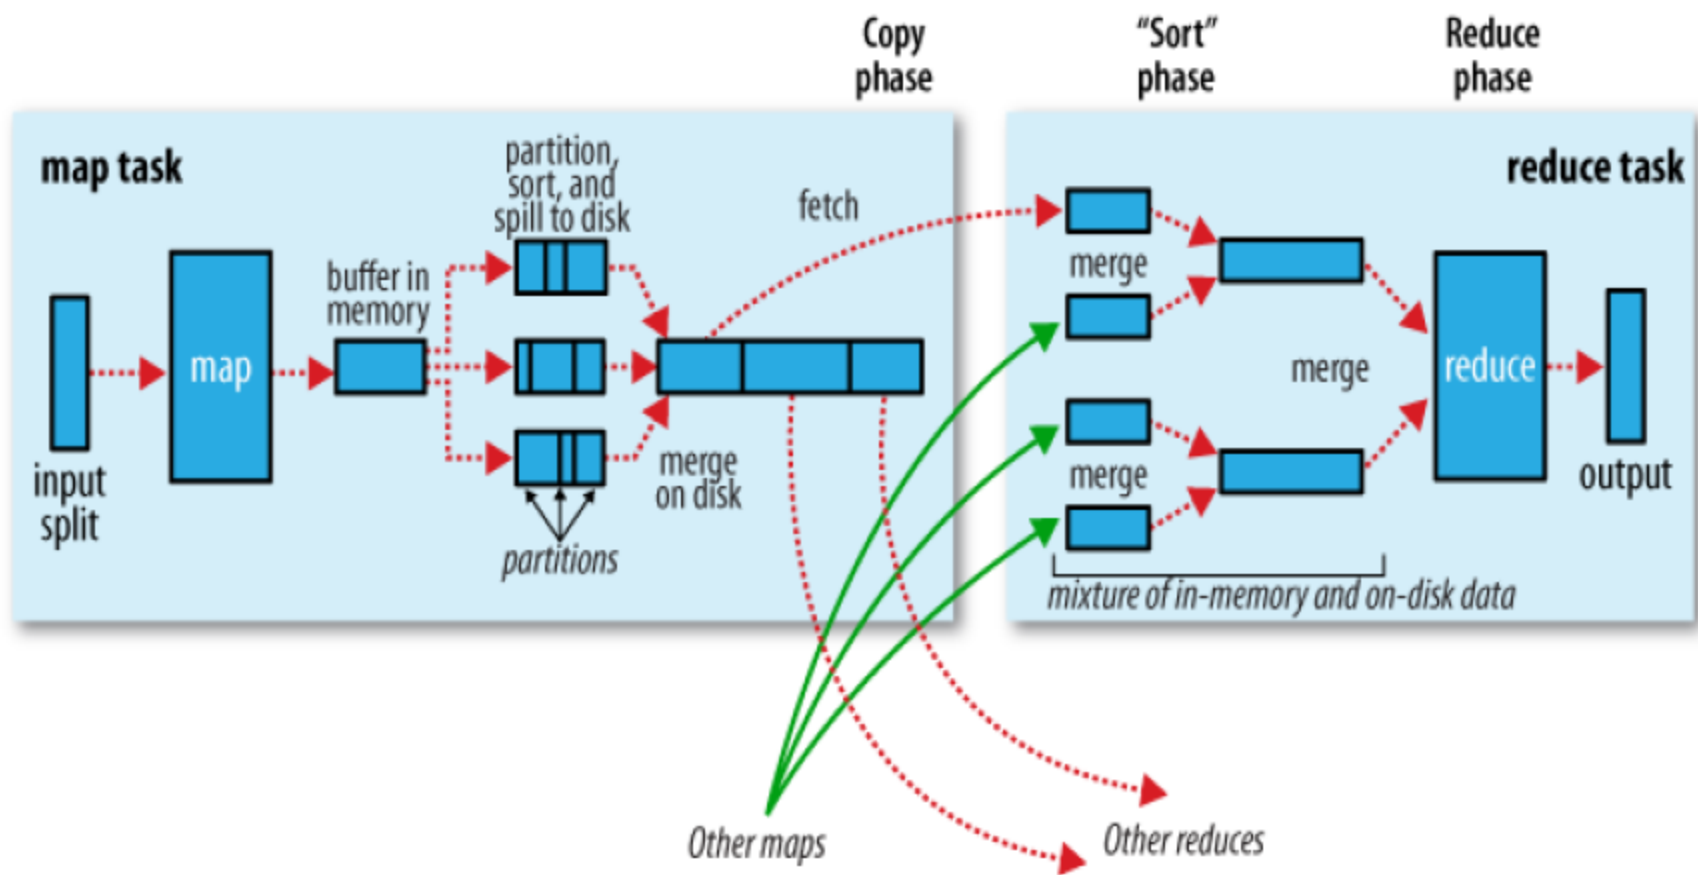 Copy
phase
“Sort”
phase
Reduce
phase
map task
partition,
sort, and
spill to disk
fetch
buffer in
memory
map
input
split
merge
on disk
partitions
reduce task
merge
merge
merge
reduce
output
mixture of in-memory and on-disk data
Other maps
Other reduces